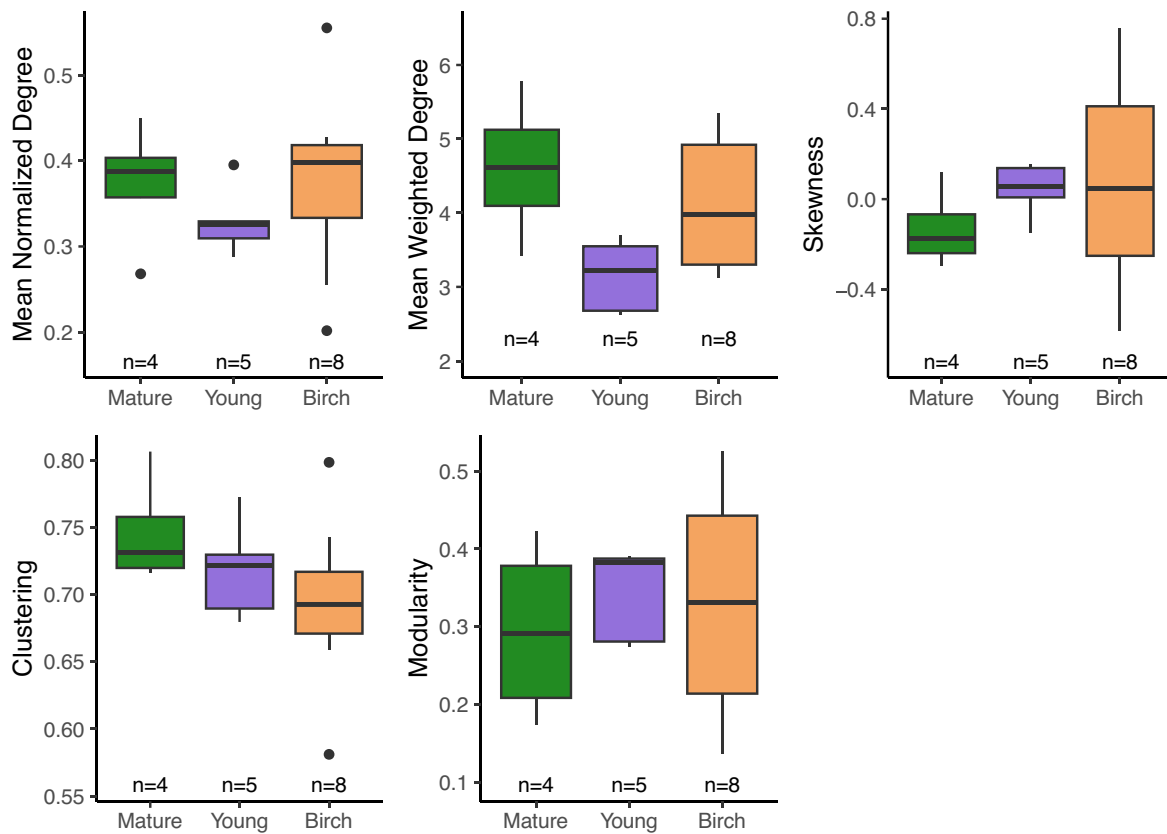 Mean Normalized Degree
0.5
0.4
0.3
0.2
n=4 n=5 n=8
Mature Young Birch
Mean Weighted Degree
6
5
4
3
2
n=4 n=5 n=8
Mature Young Birch
Skewness
0.8
0.4
0.0
−0.4
n=4 n=5 n=8
Mature Young Birch
Clustering
0.80
0.75
0.70
0.65
0.60
0.55
n=4 n=5 n=8
Mature Young Birch
Modularity
0.5
0.4
0.3
0.2
0.1
n=4 n=5 n=8
Mature Young Birch